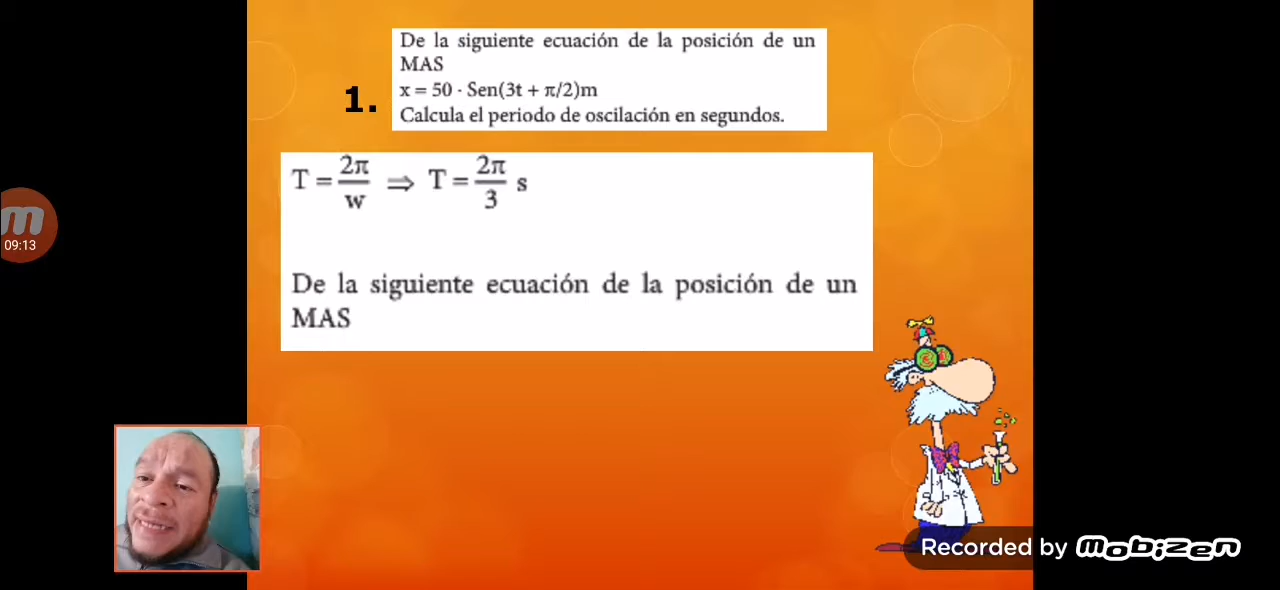 De la siguiente ecuación de la posición de un
MAS
1.
x = 50 · Sen(3t + π/2)m
Calcula el periodo de oscilación en segundos.
T = 2π/w ⇒ T = 2π/3 s
De la siguiente ecuación de la posición de un
MAS
m
09:13
Recorded by Mobizen